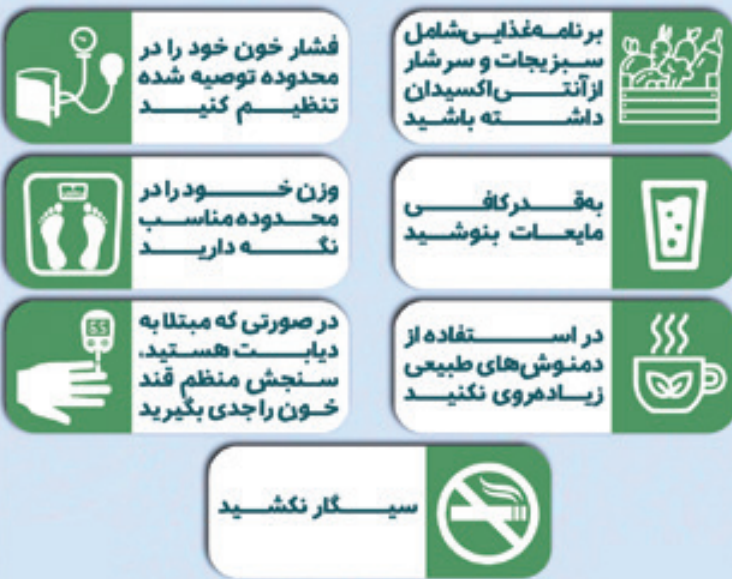 برنامه‌غذایی‌شامل
سبزیجات و سرشار
از آنتی‌اکسیدان
داشته باشید
فشار خون خود را در
محدوده توصیه شده
تنظیم کنید
به‌قدر کافی
مایعات بنوشید
وزن خود را در
محدوده مناسب
نگه دارید
در استفاده از
دمنوش‌های طبیعی
زیاده‌روی نکنید
در صورتی که مبتلا به
دیابت هستید،
سنجش منظم قند
خون را جدی بگیرید
سیگار نکشید